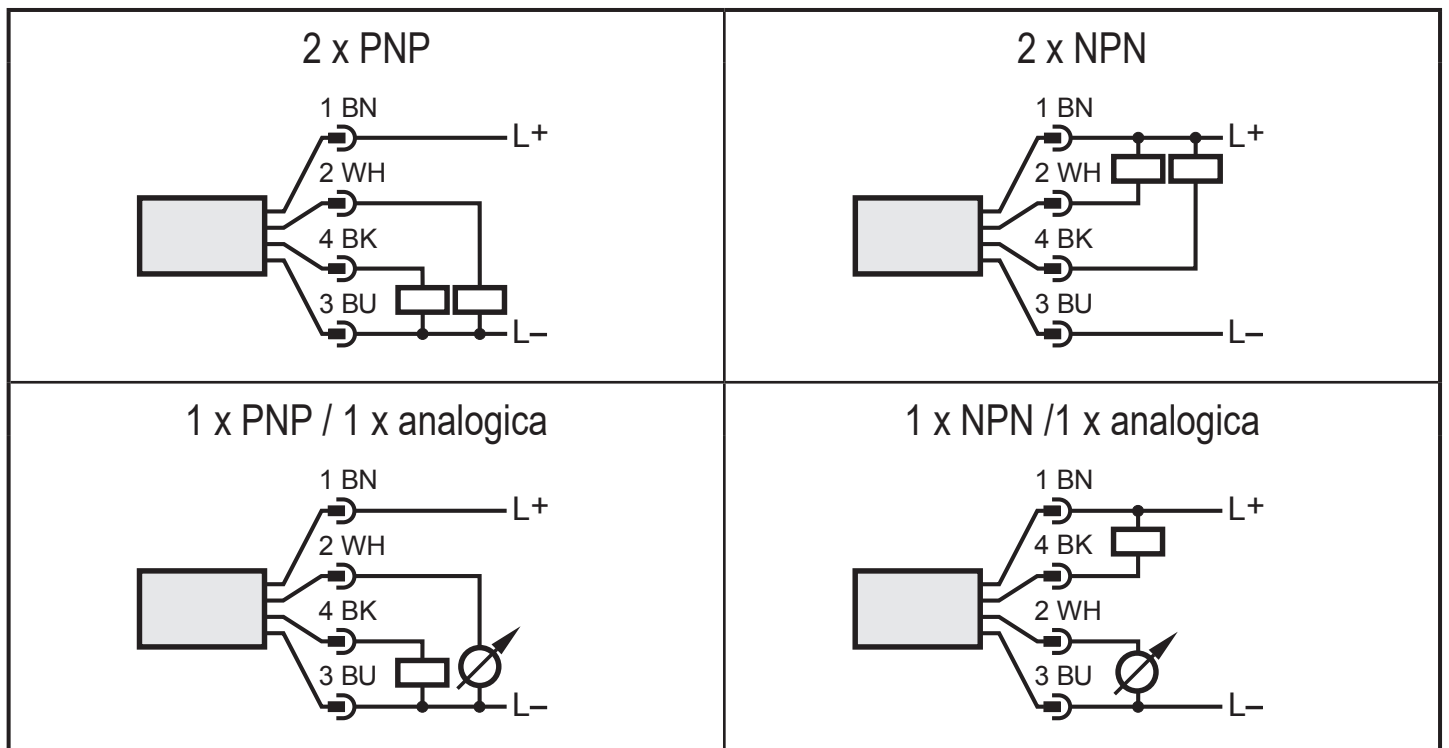 2 x PNP
1 BN
L+
2 WH
4 BK
3 BU
L–
2 x NPN
1 BN
L+
2 WH
4 BK
3 BU
L–
1 x PNP / 1 x analogica
1 BN
L+
2 WH
4 BK
3 BU
L–
1 x NPN /1 x analogica
1 BN
L+
4 BK
2 WH
3 BU
L–